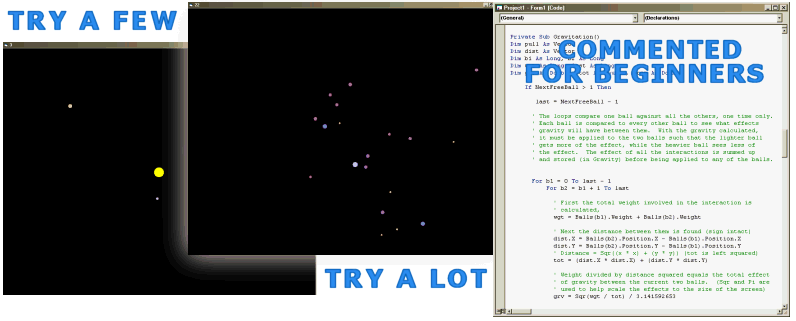 TRY A FEW
TRY A LOT
Project1 - Form1 (Code)
(General)
(Declarations)
COMMENTED
FOR BEGINNERS
Private Sub Gravitation()
Dim pull As
Dim dist As
Dim b1 As Long,
If NextFreeBall > 1 Then
last = NextFreeBall - 1
' The loops compare one ball against all the others, one time only.
' Each ball is compared to every other ball to see what effects
' gravity will have between them. With the gravity calculated,
' it must be applied to the two balls such that the lighter ball
' gets more of the effect, while the heavier ball sees less of
' the effect. The effect of all the interactions is summed up
' and stored (in Gravity) before being applied to any of the balls.
For b1 = 0 To last - 1
For b2 = b1 + 1 To last
' First the total weight involved in the interaction is
' calculated,
wgt = Balls(b1).Weight + Balls(b2).Weight
' Next the distance between them is found (sign intact)
dist.X = Balls(b2).Position.X - Balls(b1).Position.X
dist.Y = Balls(b2).Position.Y - Balls(b1).Position.Y
' Distance = Sqr((x * x) + (y * y)) (tot is left squared)
tot = (dist.X * dist.X) + (dist.Y * dist.Y)
' Weight divided by distance squared equals the total effect
' of gravity between the current two balls. (Sqr and Pi are
' used to help scale the effects to the size of the screen)
grv = Sqr(wgt / tot) / 3.141592653